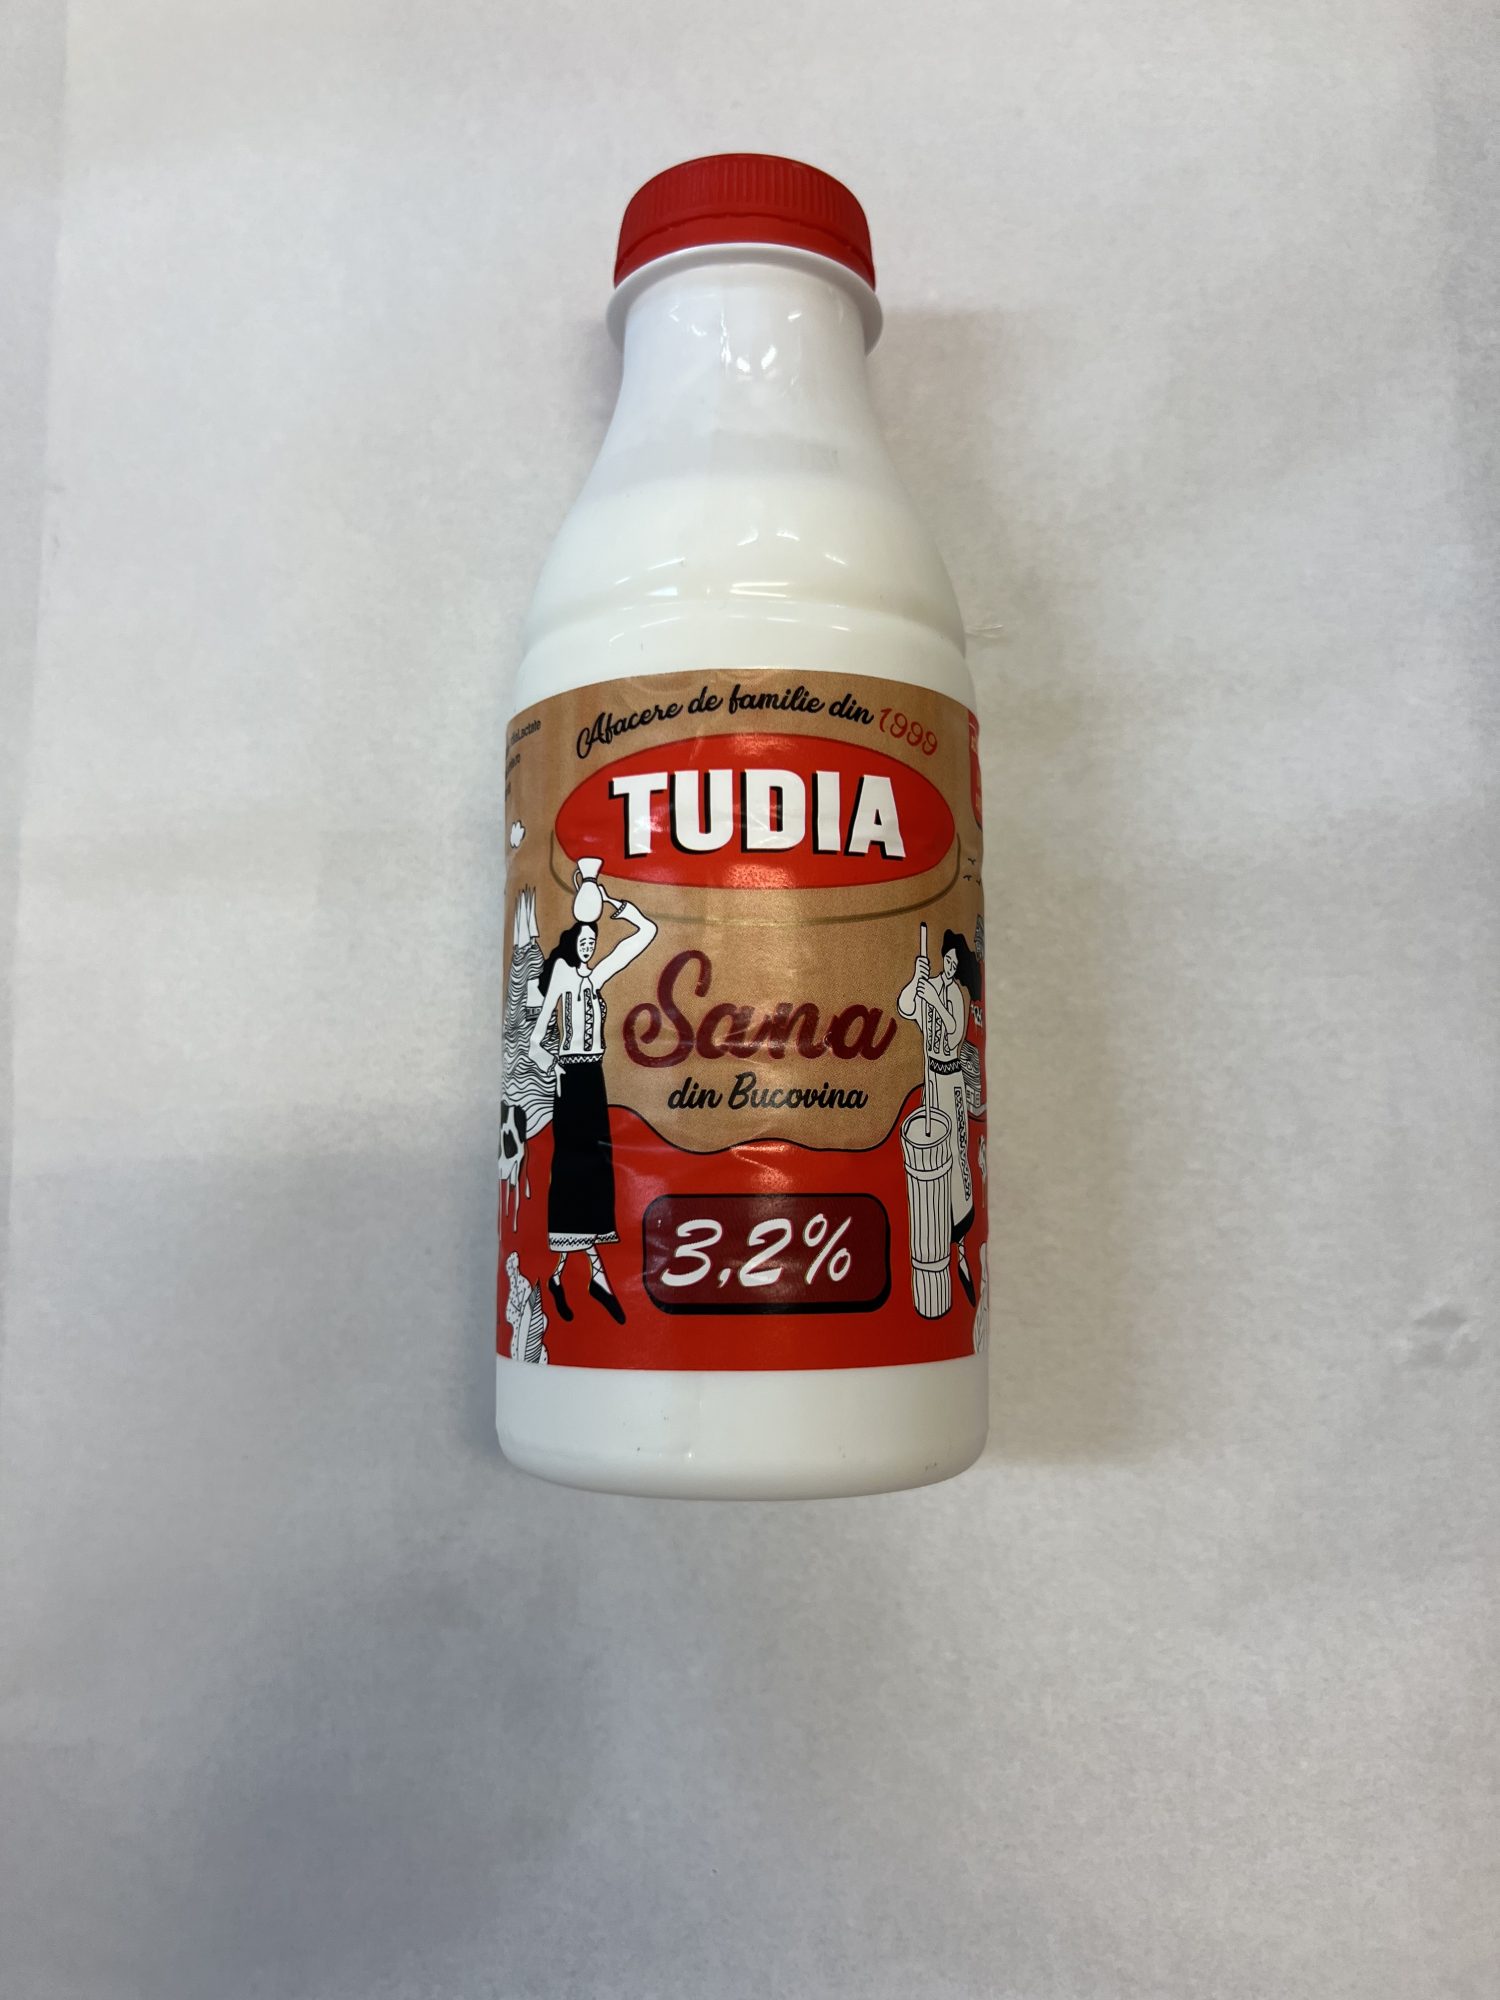 Afacere de familie din 1999
TUDIA
Sana
din Bucovina
3,2%